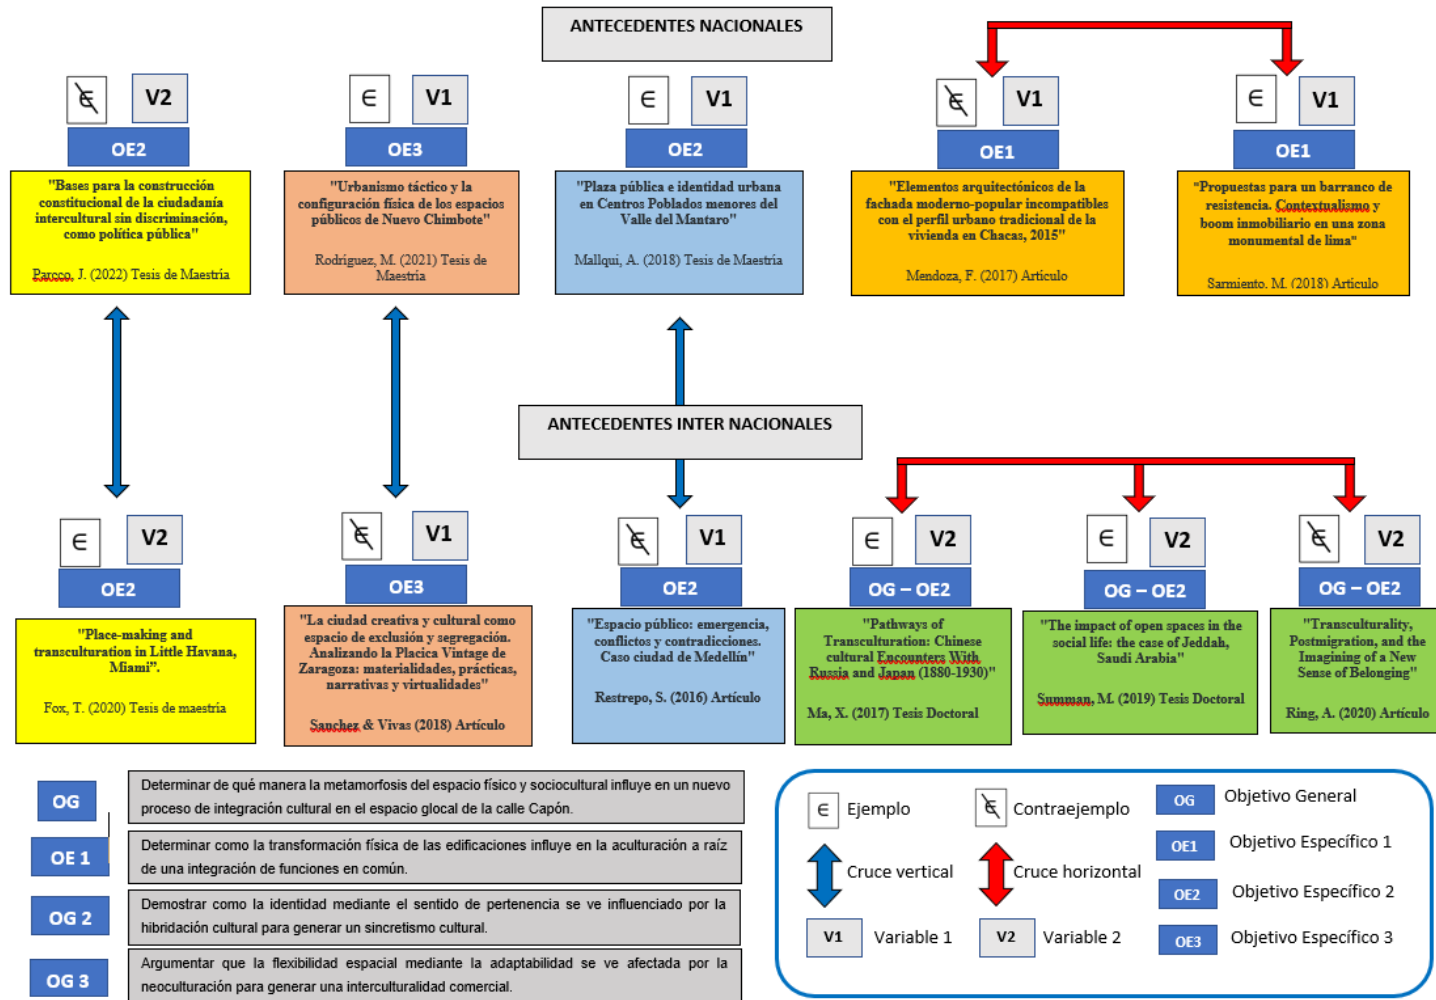 ANTECEDENTES NACIONALES
∉ V2
OE2
"Bases para la construcción
constitucional de la ciudadanía
intercultural sin discriminación,
como política pública"
Parcco, J. (2022) Tesis de Maestría
∈ V1
OE3
"Urbanismo táctico y la
configuración física de los espacios
públicos de Nuevo Chimbote"
Rodríguez, M. (2021) Tesis de
Maestría
∈ V1
OE2
"Plaza pública e identidad urbana
en Centros Poblados menores del
Valle del Mantaro"
Mallqui, A. (2018) Tesis de Maestría
∉ V1
OE1
"Elementos arquitectónicos de la
fachada moderno-popular incompatibles
con el perfil urbano tradicional de la
vivienda en Chacas, 2015"
Mendoza, F. (2017) Artículo
∈ V1
OE1
"Propuestas para un barranco de
resistencia. Contextualismo y
boom inmobiliario en una zona
monumental de lima"
Sarmiento, M. (2018) Artículo
ANTECEDENTES INTER NACIONALES
∈ V2
OE2
"Place-making and
transculturation in Little Havana,
Miami”.
Fox, T. (2020) Tesis de maestría
∉ V1
OE3
"La ciudad creativa y cultural como
espacio de exclusión y segregación.
Analizando la Placica Vintage de
Zaragoza: materialidades, prácticas,
narrativas y virtualidades"
Sanchez & Vivas (2018) Artículo
∉ V1
OE2
"Espacio público: emergencia,
conflictos y contradicciones.
Caso ciudad de Medellín"
Restrepo, S. (2016) Artículo
∈ V2
OG – OE2
"Pathways of
Transculturation: Chinese
cultural Encounters With
Russia and Japan (1880-1930)"
Ma, X. (2017) Tesis Doctoral
∈ V2
OG – OE2
"The impact of open spaces in the
social life: the case of Jeddah,
Saudi Arabia"
Summan, M. (2019) Tesis Doctoral
∉ V2
OG – OE2
"Transculturality,
Postmigration, and the
Imagining of a New
Sense of Belonging"
Ring, A. (2020) Artículo
OG
Determinar de qué manera la metamorfosis del espacio físico y sociocultural influye en un nuevo
proceso de integración cultural en el espacio glocal de la calle Capón.
OE 1
Determinar como la transformación física de las edificaciones influye en la aculturación a raíz
de una integración de funciones en común.
OG 2
Demostrar como la identidad mediante el sentido de pertenencia se ve influenciado por la
hibridación cultural para generar un sincretismo cultural.
OG 3
Argumentar que la flexibilidad espacial mediante la adaptabilidad se ve afectada por la
neoculturación para generar una interculturalidad comercial.
∈ Ejemplo
∉ Contraejemplo
Cruce vertical
Cruce horizontal
V1 Variable 1
V2 Variable 2
OG Objetivo General
OE1 Objetivo Específico 1
OE2 Objetivo Específico 2
OE3 Objetivo Específico 3